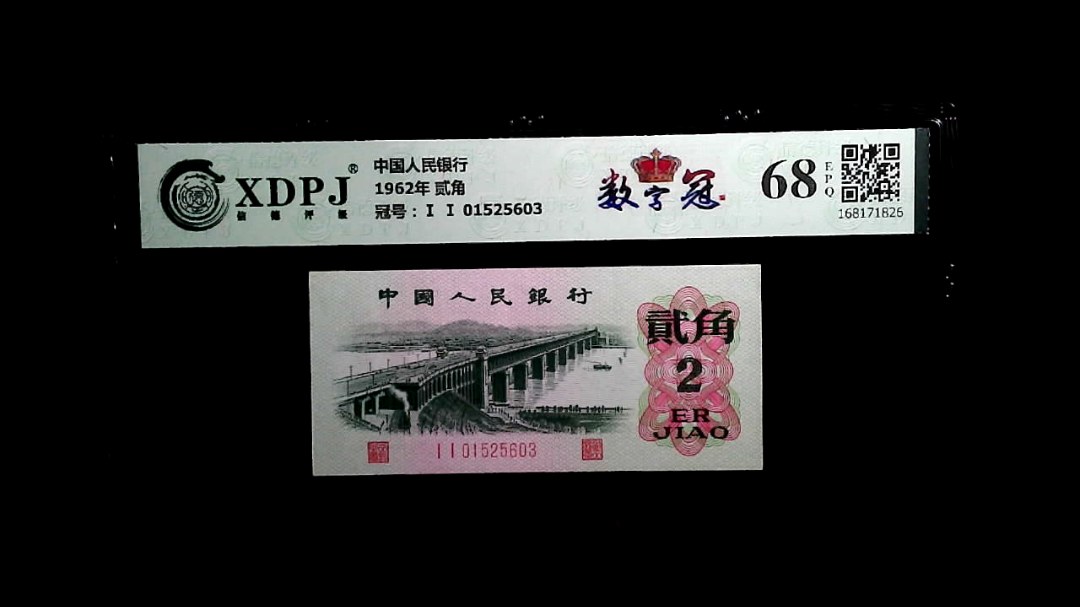 XDPJ®
信德评级
中国人民银行
1962年 贰角
冠号：I I 01525603
数字冠
68
EPQ
168171826
中國人民銀行
貳角
2
ER
JIAO
I I 01525603